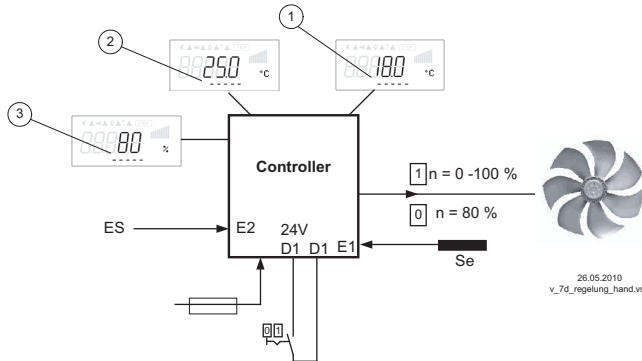 1
2
18.0 °C
25.0 °C
3
80 %
Controller
1 n = 0 -100 %
0 n = 80 %
ES
E2
24V
D1 D1
E1
Se
0 1
26.05.2010
v_7d_regelung_hand.vs